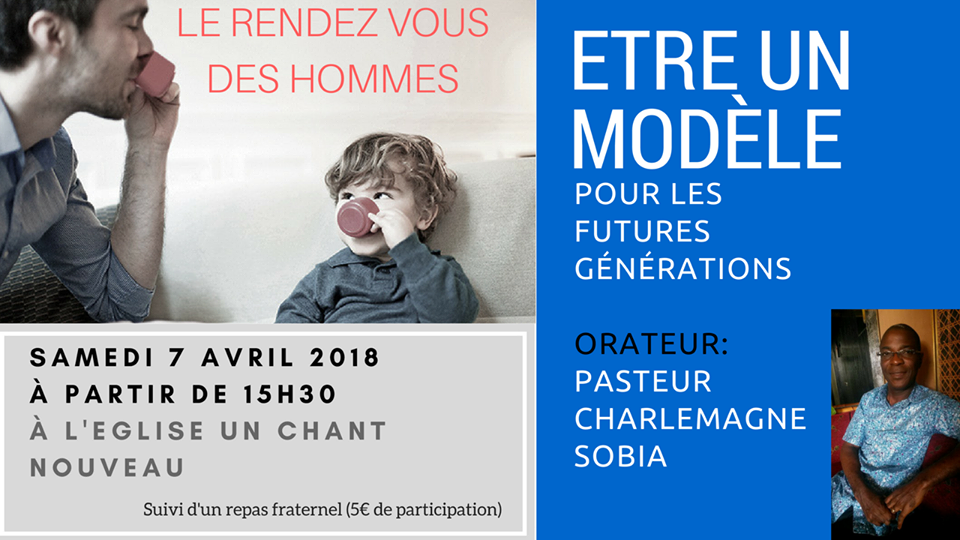 LE RENDEZ VOUS
DES HOMMES
SAMEDI 7 AVRIL 2018
À PARTIR DE 15H30
À L'EGLISE UN CHANT
NOUVEAU
Suivi d'un repas fraternel (5€ de participation)
ETRE UN
MODÈLE
POUR LES
FUTURES
GÉNÉRATIONS
ORATEUR:
PASTEUR
CHARLEMAGNE
SOBIA